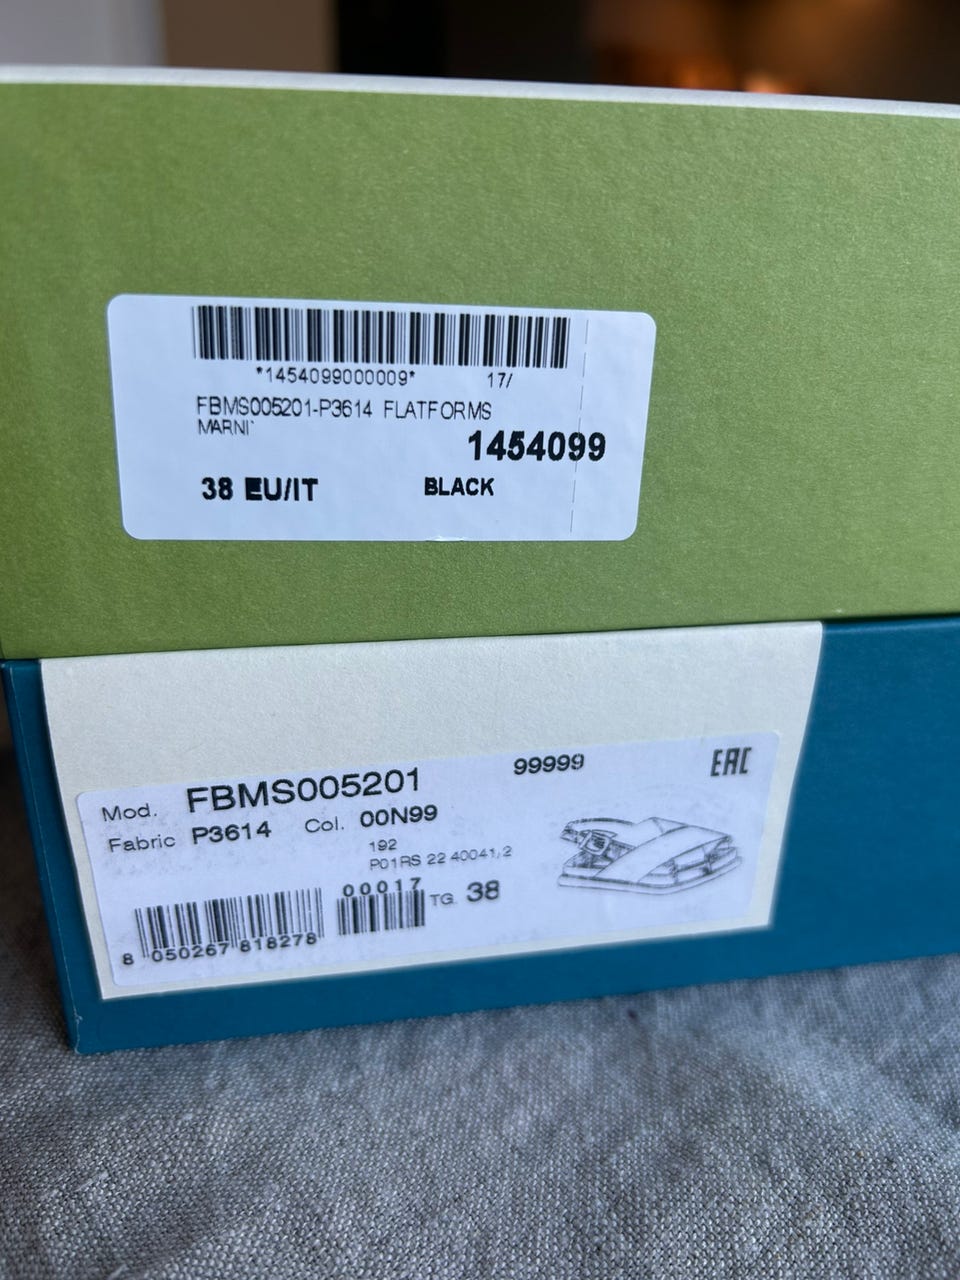 *1454099000009* 17/
FBMS005201-P3614 FLATFORMS
MARNI`
1454099
38 EU/IT BLACK
Mod. FBMS005201 99999 EAC
Fabric P3614 Col. 00N99
192
P01RS 22 40041,2
00017
TG. 38
8 050267 818278